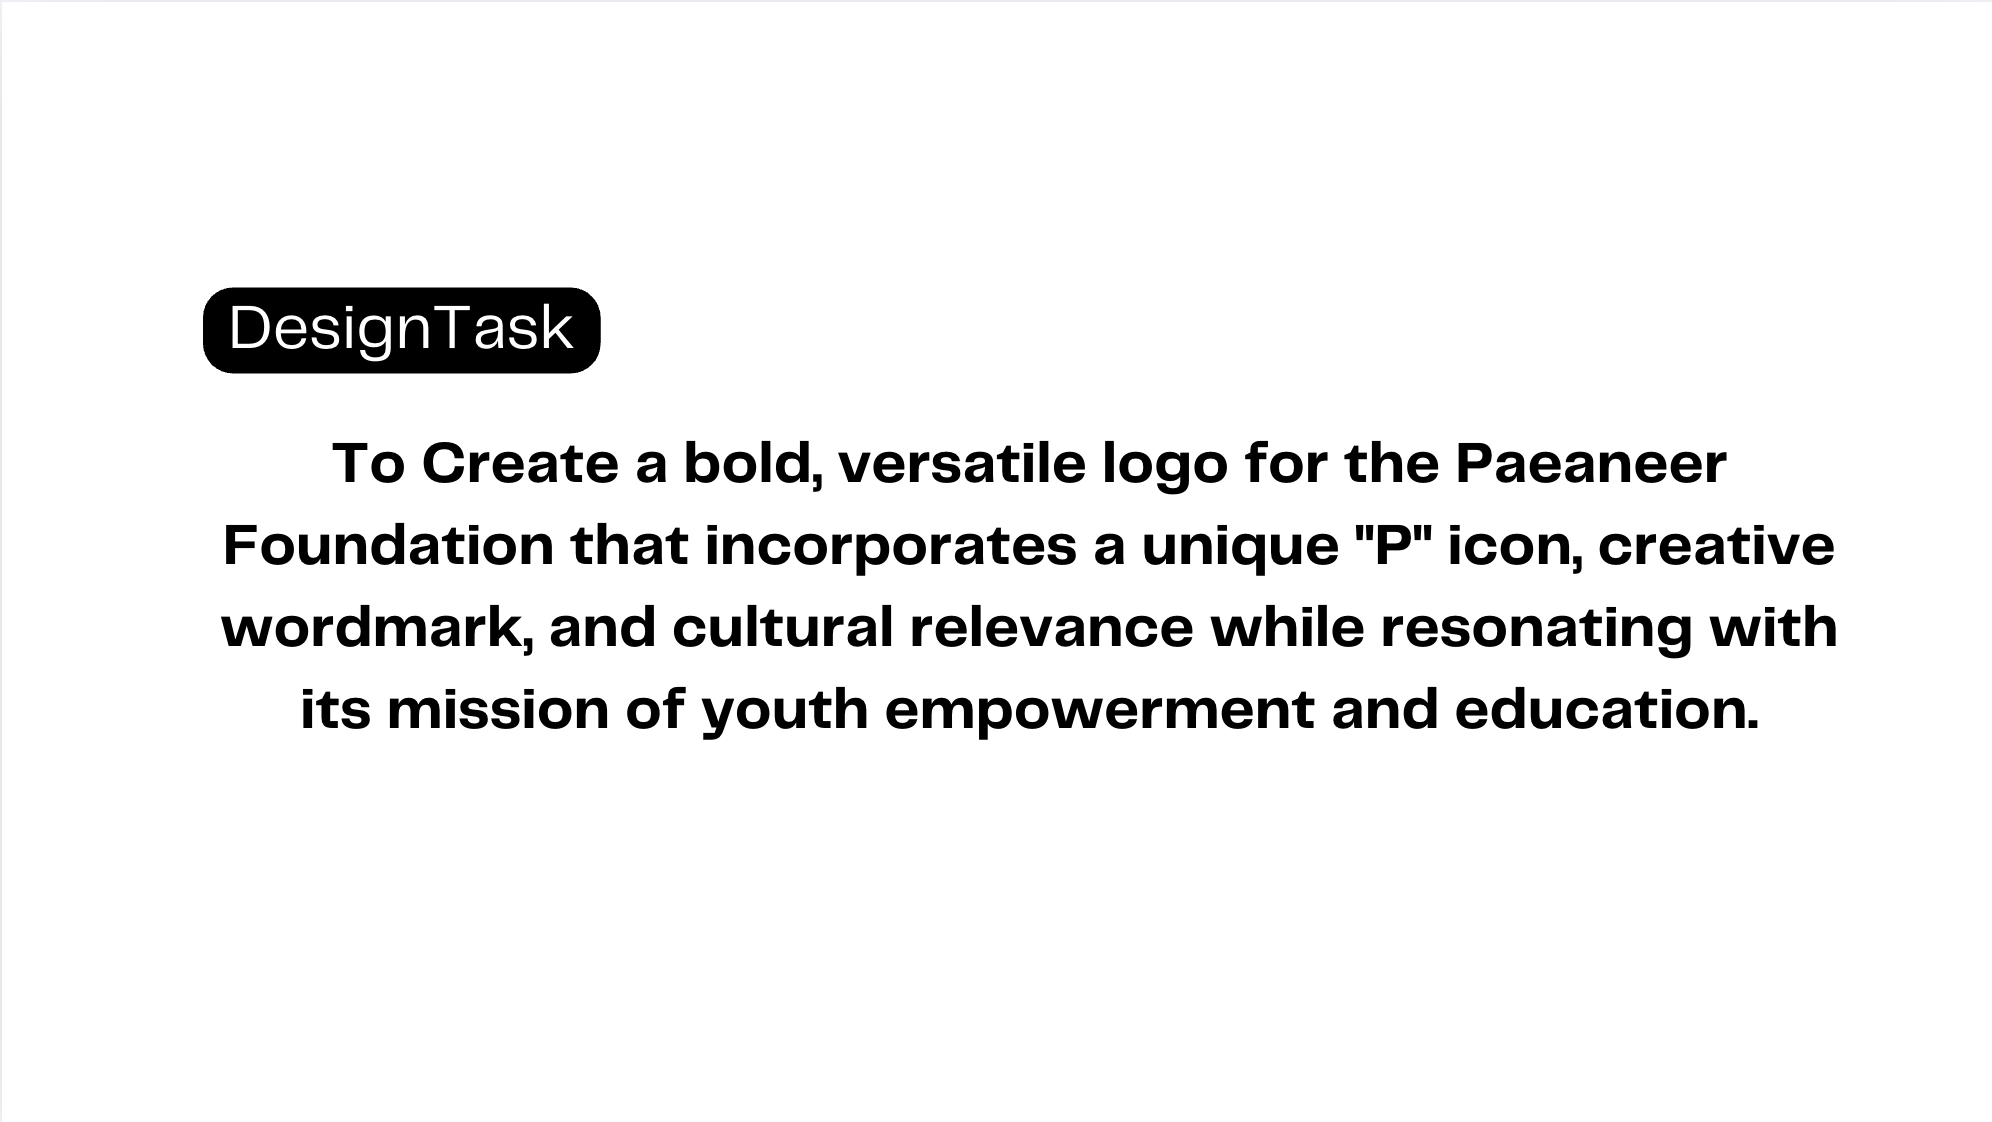 DesignTask
To Create a bold, versatile logo for the Paeaneer
Foundation that incorporates a unique "P" icon, creative
wordmark, and cultural relevance while resonating with
its mission of youth empowerment and education.